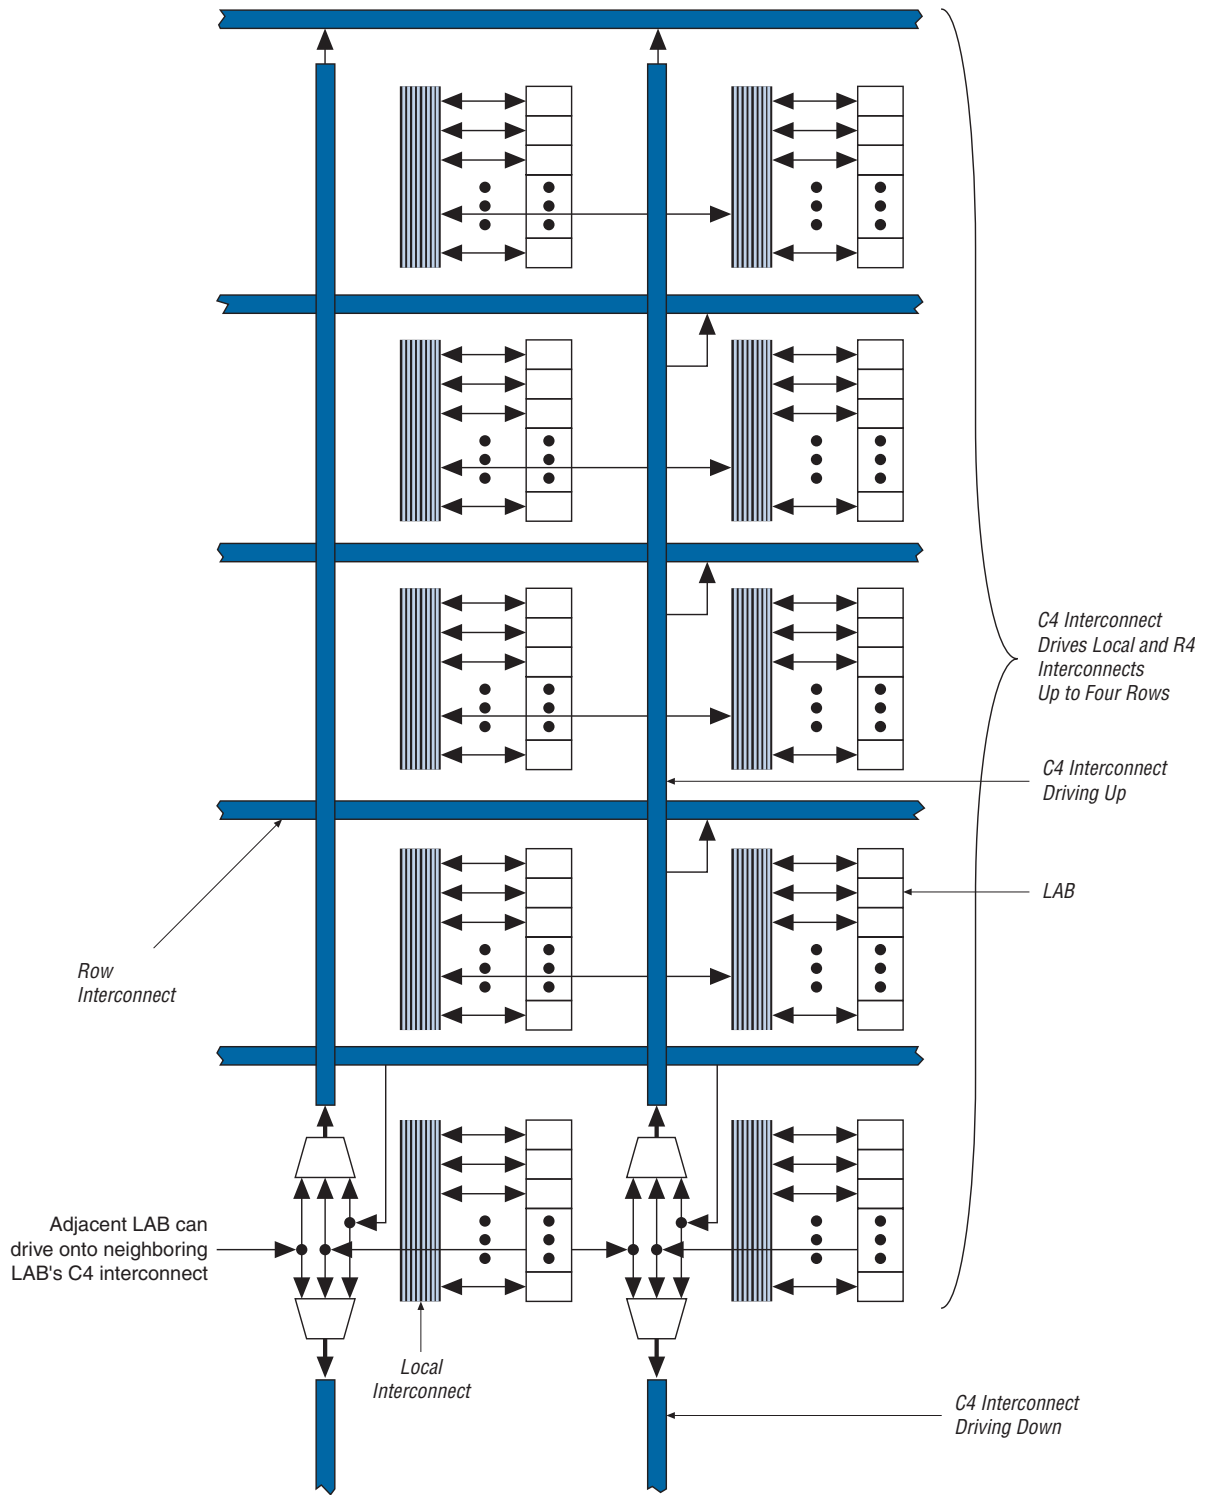 C4 Interconnect
Drives Local and R4
Interconnects
Up to Four Rows
C4 Interconnect
Driving Up
LAB
Row
Interconnect
Adjacent LAB can
drive onto neighboring
LAB's C4 interconnect
Local
Interconnect
C4 Interconnect
Driving Down